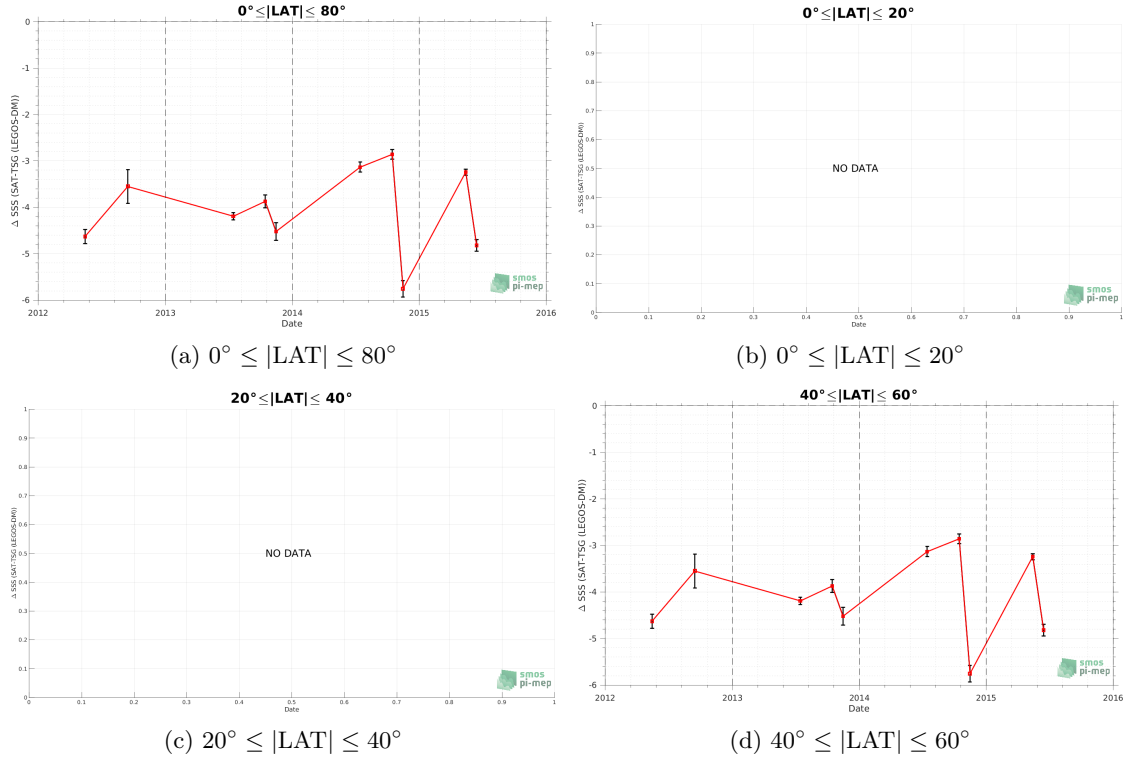 0°≤|LAT|≤ 80°
0
-1
-2
-3
-4
-5
-6
Δ SSS (SAT-TSG (LEGOS-DM))
2012
2013
2014
2015
2016
Date
smos
pi-mep
(a) 0° ≤ |LAT| ≤ 80°
0°≤|LAT|≤ 20°
1
0.9
0.8
0.7
0.6
0.5
0.4
0.3
0.2
0.1
0
Δ SSS (SAT-TSG (LEGOS-DM))
NO DATA
0
0.1
0.2
0.3
0.4
0.5
0.6
0.7
0.8
0.9
1
Date
smos
pi-mep
(b) 0° ≤ |LAT| ≤ 20°
20°≤|LAT|≤ 40°
1
0.9
0.8
0.7
0.6
0.5
0.4
0.3
0.2
0.1
0
Δ SSS (SAT-TSG (LEGOS-DM))
NO DATA
0
0.1
0.2
0.3
0.4
0.5
0.6
0.7
0.8
0.9
1
Date
smos
pi-mep
(c) 20° ≤ |LAT| ≤ 40°
40°≤|LAT|≤ 60°
0
-1
-2
-3
-4
-5
-6
Δ SSS (SAT-TSG (LEGOS-DM))
2012
2013
2014
2015
2016
Date
smos
pi-mep
(d) 40° ≤ |LAT| ≤ 60°